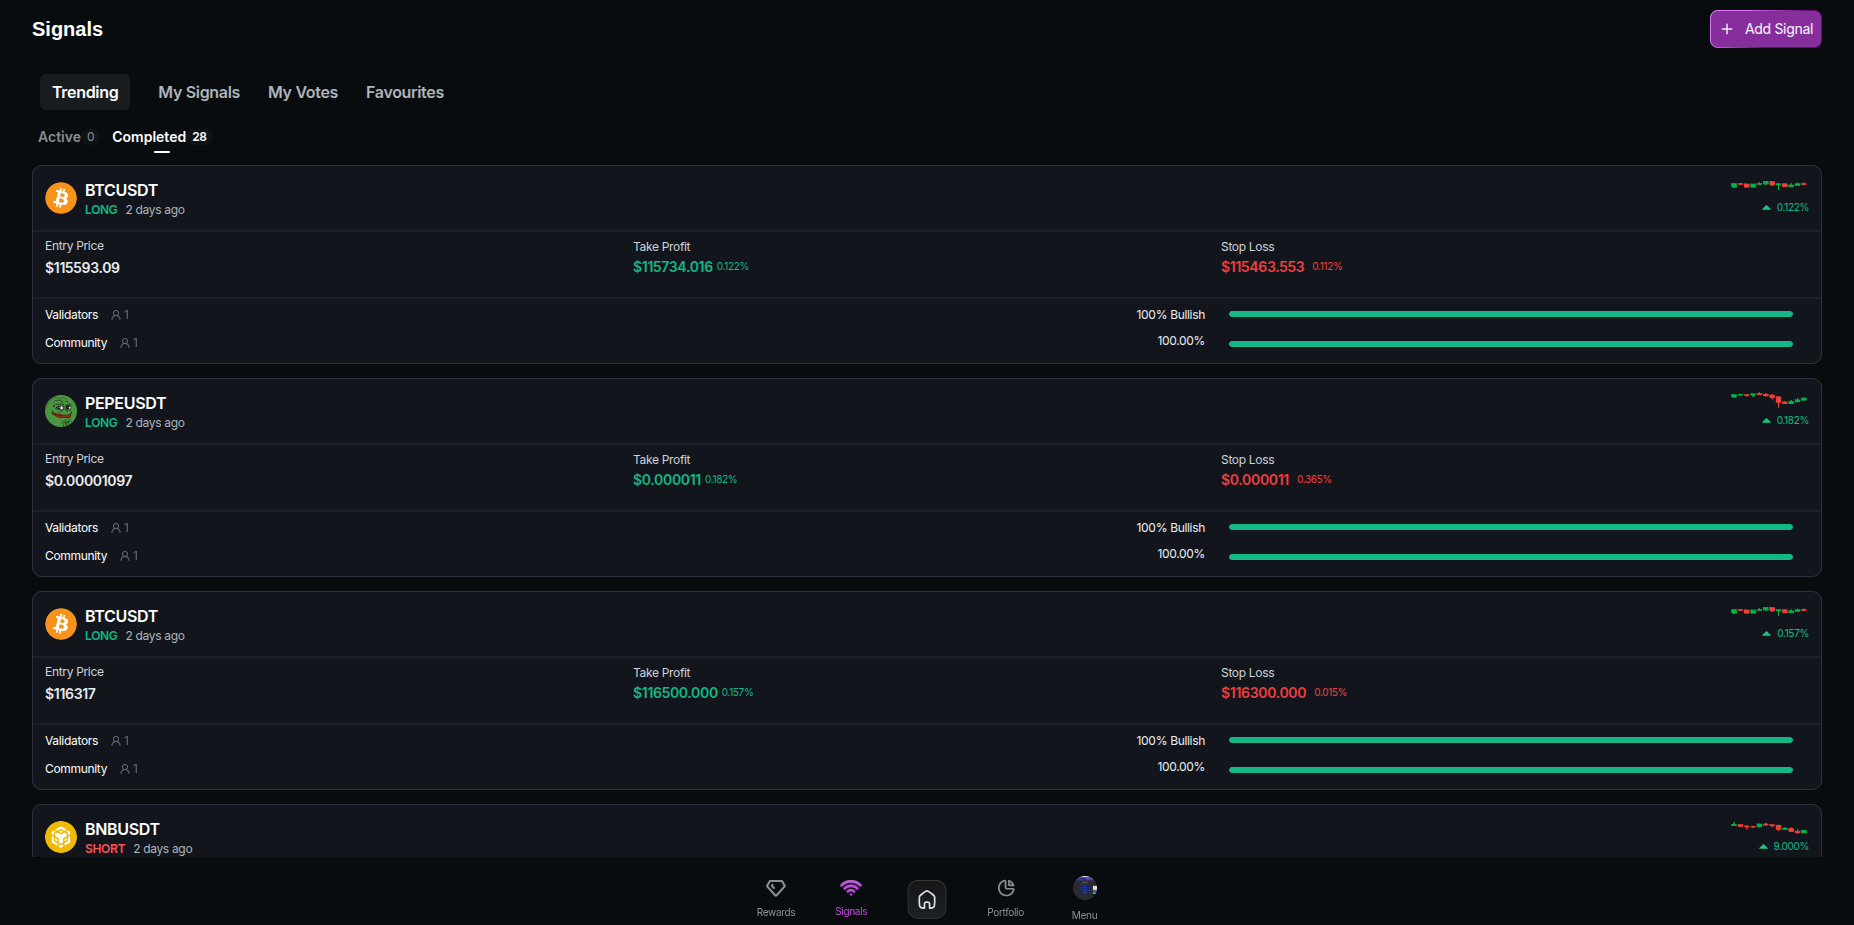 Signals
+ Add Signal
Trending My Signals My Votes Favourites
Active 0 Completed 28
BTCUSDT
LONG 2 days ago
0.122%
Entry Price Take Profit Stop Loss
$115593.09 $115734.016 0.122% $115463.553 0.112%
Validators 1 100% Bullish
Community 1 100.00%
PEPEUSDT
LONG 2 days ago
0.182%
Entry Price Take Profit Stop Loss
$0.00001097 $0.000011 0.182% $0.000011 0.365%
Validators 1 100% Bullish
Community 1 100.00%
BTCUSDT
LONG 2 days ago
0.157%
Entry Price Take Profit Stop Loss
$116317 $116500.000 0.157% $116300.000 0.015%
Validators 1 100% Bullish
Community 1 100.00%
BNBUSDT
SHORT 2 days ago
9.000%
Rewards Signals Portfolio Menu